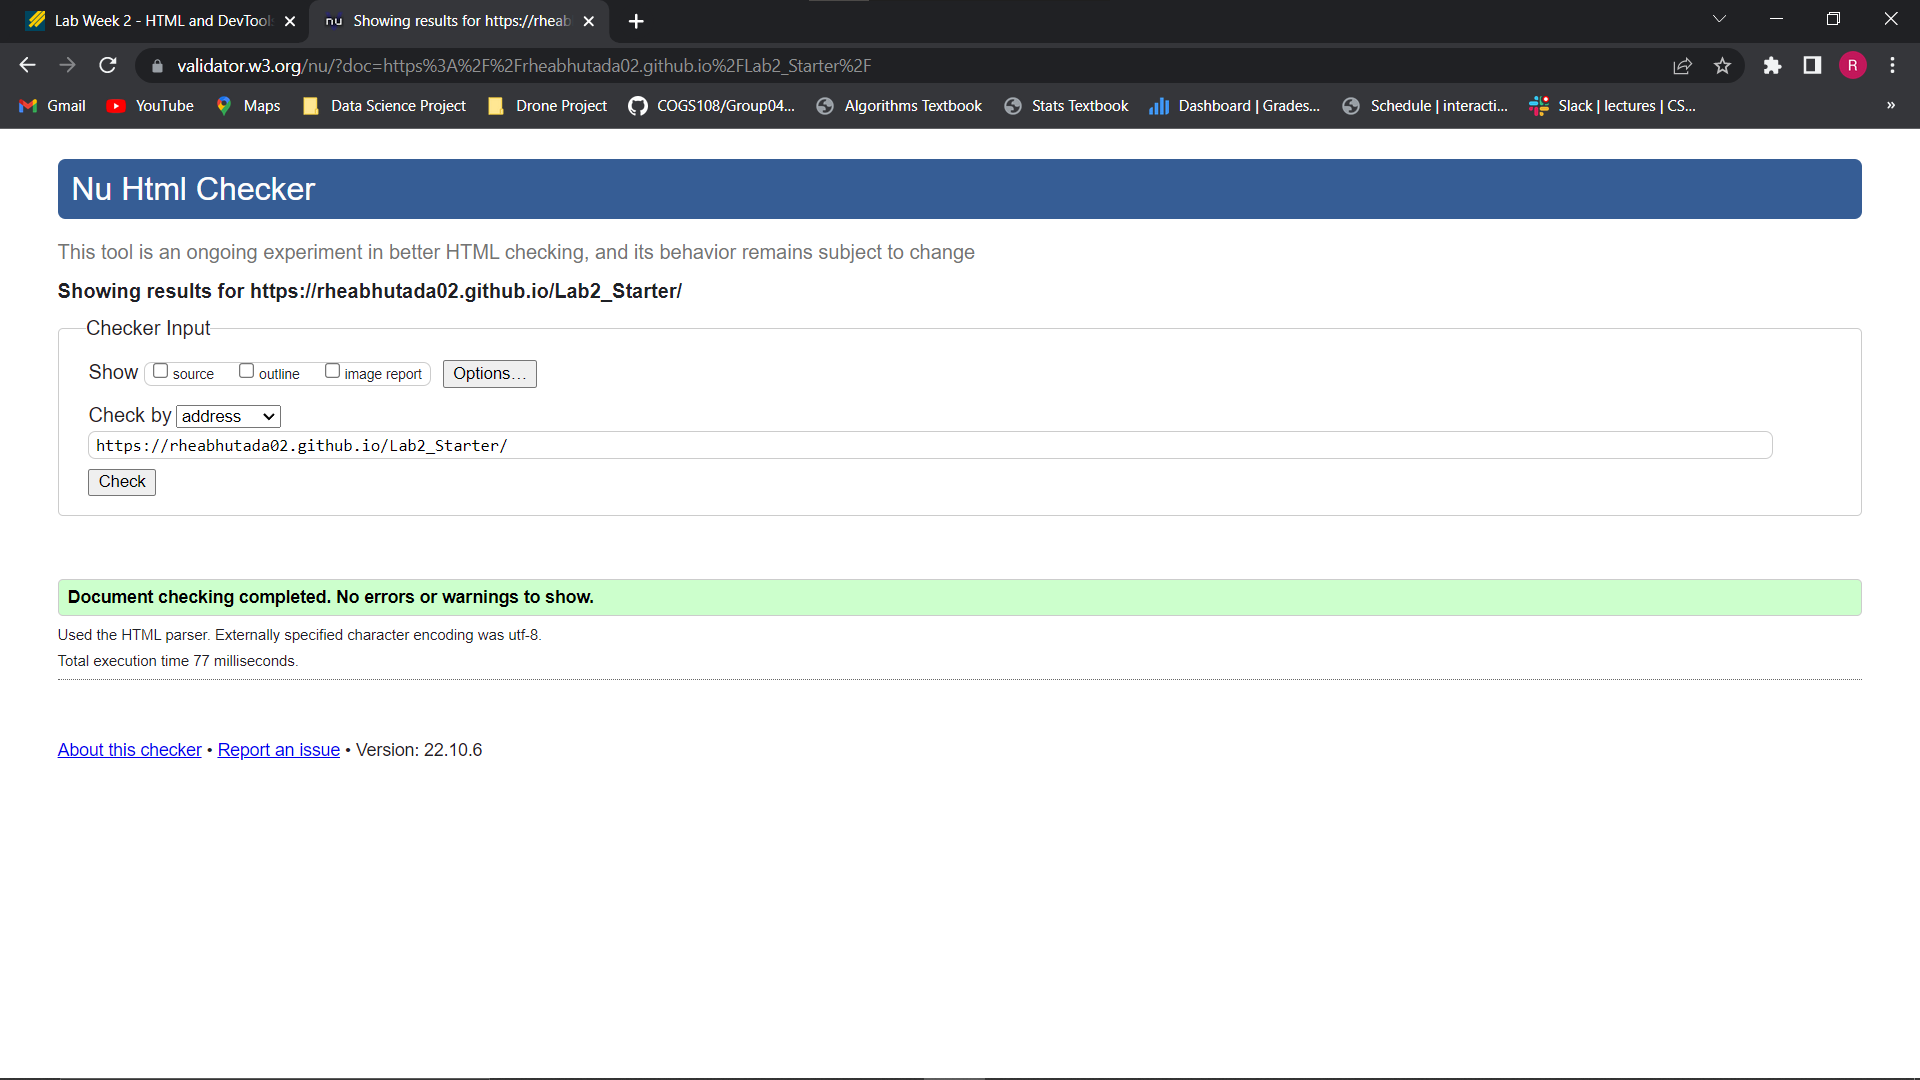 Lab Week 2 - HTML and DevTool
nu Showing results for https://rheab
validator.w3.org/nu/?doc=https%3A%2F%2Frheabhutada02.github.io%2FLab2_Starter%2F
R
Gmail YouTube Maps Data Science Project Drone Project COGS108/Group04... Algorithms Textbook Stats Textbook Dashboard | Grades... Schedule | interacti... Slack | lectures | CS... »
Nu Html Checker
This tool is an ongoing experiment in better HTML checking, and its behavior remains subject to change
Showing results for https://rheabhutada02.github.io/Lab2_Starter/
Checker Input
Show source outline image report Options...
Check by address
https://rheabhutada02.github.io/Lab2_Starter/
Check
Document checking completed. No errors or warnings to show.
Used the HTML parser. Externally specified character encoding was utf-8.
Total execution time 77 milliseconds.
About this checker • Report an issue • Version: 22.10.6